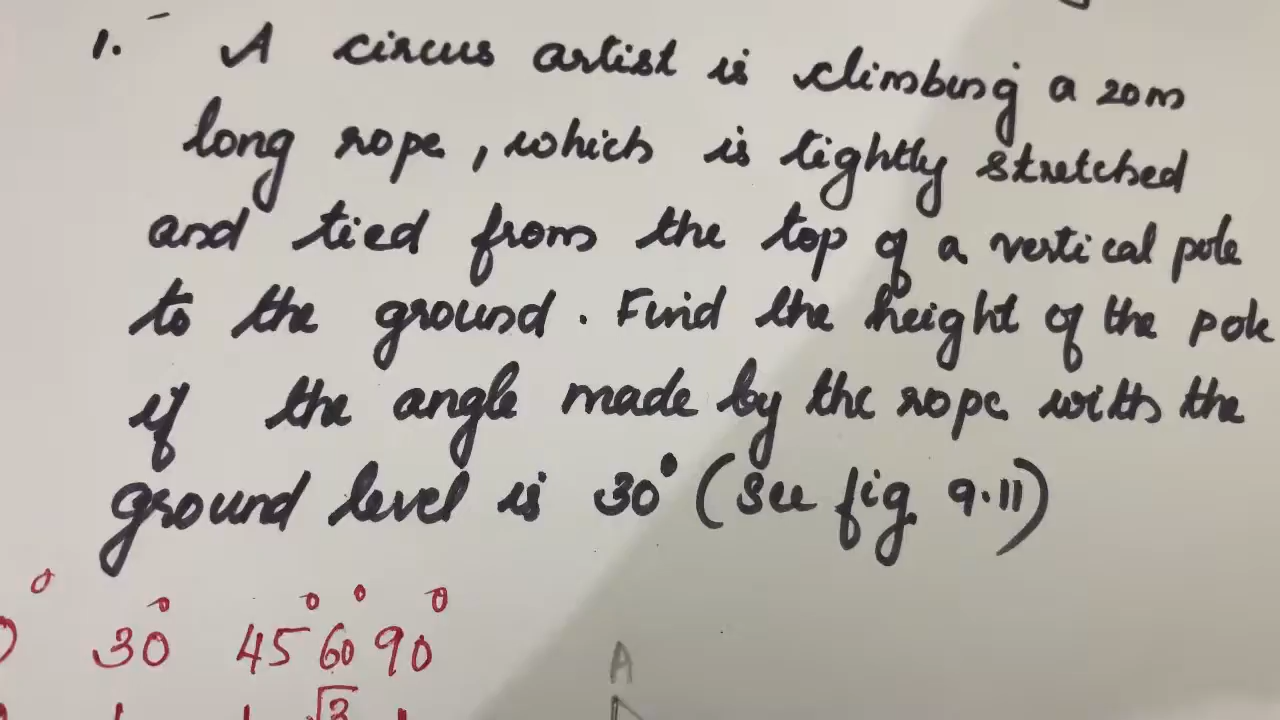 1. A circus artist is climbing a 20m
long rope, which is tightly stretched
and tied from the top of a vertical pole
to the ground. Find the height of the pole
if the angle made by the rope with the
ground level is 30° (see fig 9.11)
30° 45° 60° 90°
√3
A